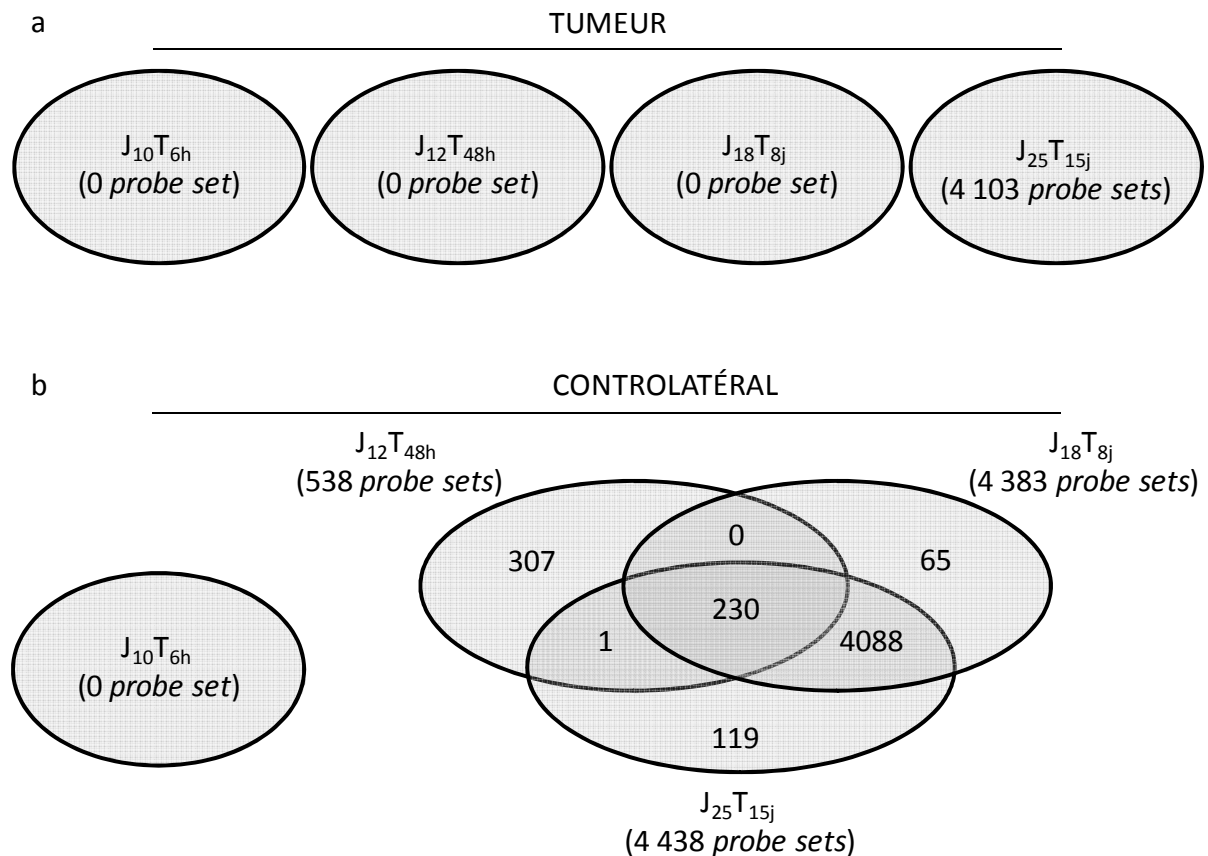 a
TUMEUR
J10T6h
(0 probe set)
J12T48h
(0 probe set)
J18T8j
(0 probe set)
J25T15j
(4 103 probe sets)
b
CONTROLATÉRAL
J12T48h
(538 probe sets)
J18T8j
(4 383 probe sets)
0
307
65
230
J10T6h
(0 probe set)
1
4088
119
J25T15j
(4 438 probe sets)